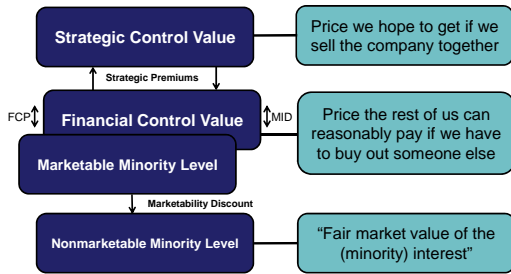 Strategic Control Value
Price we hope to get if we
sell the company together
Strategic Premiums
FCP
Financial Control Value
MID
Price the rest of us can
reasonably pay if we have
to buy out someone else
Marketable Minority Level
Marketability Discount
Nonmarketable Minority Level
“Fair market value of the
(minority) interest”